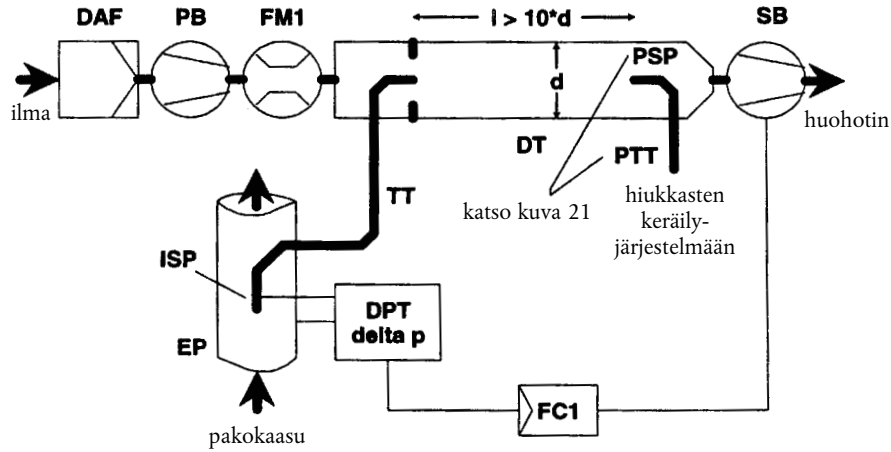 DAF
PB
FM1
l > 10*d
SB
PSP
d
ilma
huohotin
DT
PTT
TT
katso kuva 21
hiukkasten
keräily-
järjestelmään
ISP
DPT
delta p
EP
FC1
pakokaasu